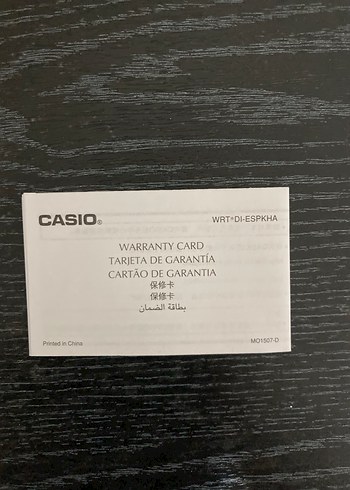 CASIO®
WRT*DI-ESPKHA
WARRANTY CARD
TARJETA DE GARANTÍA
CARTÃO DE GARANTIA
保修卡
保修卡
بطاقة الضمان
Printed in China
MO1507-D